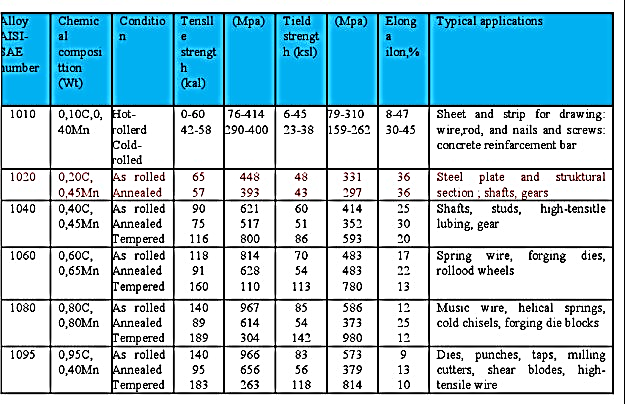 Alloy AISI-SAE number | Chemic al composi ttion (Wt) | Conditio n | Tensll e strengt h (kal) | (Mpa) | Tield strengt h (ksl) | (Mpa) | Elong a ilon,% | Typical applications
1010 | 0,10C,0, 40Mn | Hot- | 0-60 | 76-414 | 6-45 | 79-310 | 8-47 | Sheet and strip for drawing:
rollerd | 42-58 | 290-400 | 23-38 | 159-262 | 30-45 | wire,rod, and nails and screws:
Cold- | concrete reinfarcement bar
rolled
1020 | 0,20C, | As rolled | 65 | 448 | 48 | 331 | 36 | Steel plate and struktural
0,45Mn | Annealed | 57 | 393 | 43 | 297 | 36 | section ; shafts, gears
1040 | 0,40C, | As rolled | 90 | 621 | 60 | 414 | 25 | Shafts, studs, high-tensitle
0,45Mn | Annealed | 75 | 517 | 51 | 352 | 30 | lubing, gear
Tempered | 116 | 800 | 86 | 593 | 20
1060 | 0,60C, | As rolled | 118 | 814 | 70 | 483 | 17 | Spring wire, forging dies,
0,65Mn | Annealed | 91 | 628 | 54 | 483 | 22 | rollood wheels
Tempered | 160 | 110 | 113 | 780 | 13
1080 | 0,80C, | As rolled | 140 | 967 | 85 | 586 | 12 | Music wire, helical springs,
0,80Mn | Annealed | 89 | 614 | 54 | 373 | 25 | cold chisels, forging die blocks
Tempered | 189 | 304 | 142 | 980 | 12
1095 | 0,95C, | As rolled | 140 | 966 | 83 | 573 | 9 | Dies, punches, taps, milling
0,40Mn | Annealed | 95 | 656 | 56 | 379 | 13 | cutters, shear blodes, high-
Tempered | 183 | 263 | 118 | 814 | 10 | tensile wire